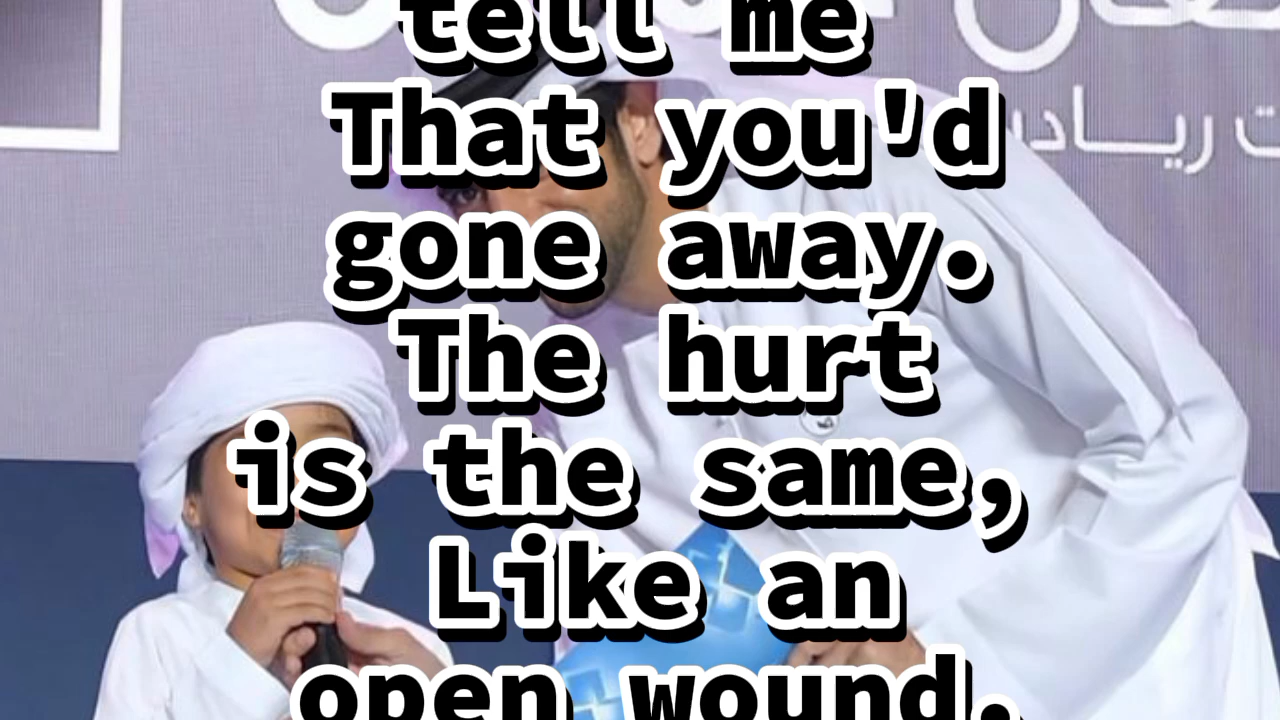 tell me
That you'd
gone away.
The hurt
is the same,
Like an
open wound.